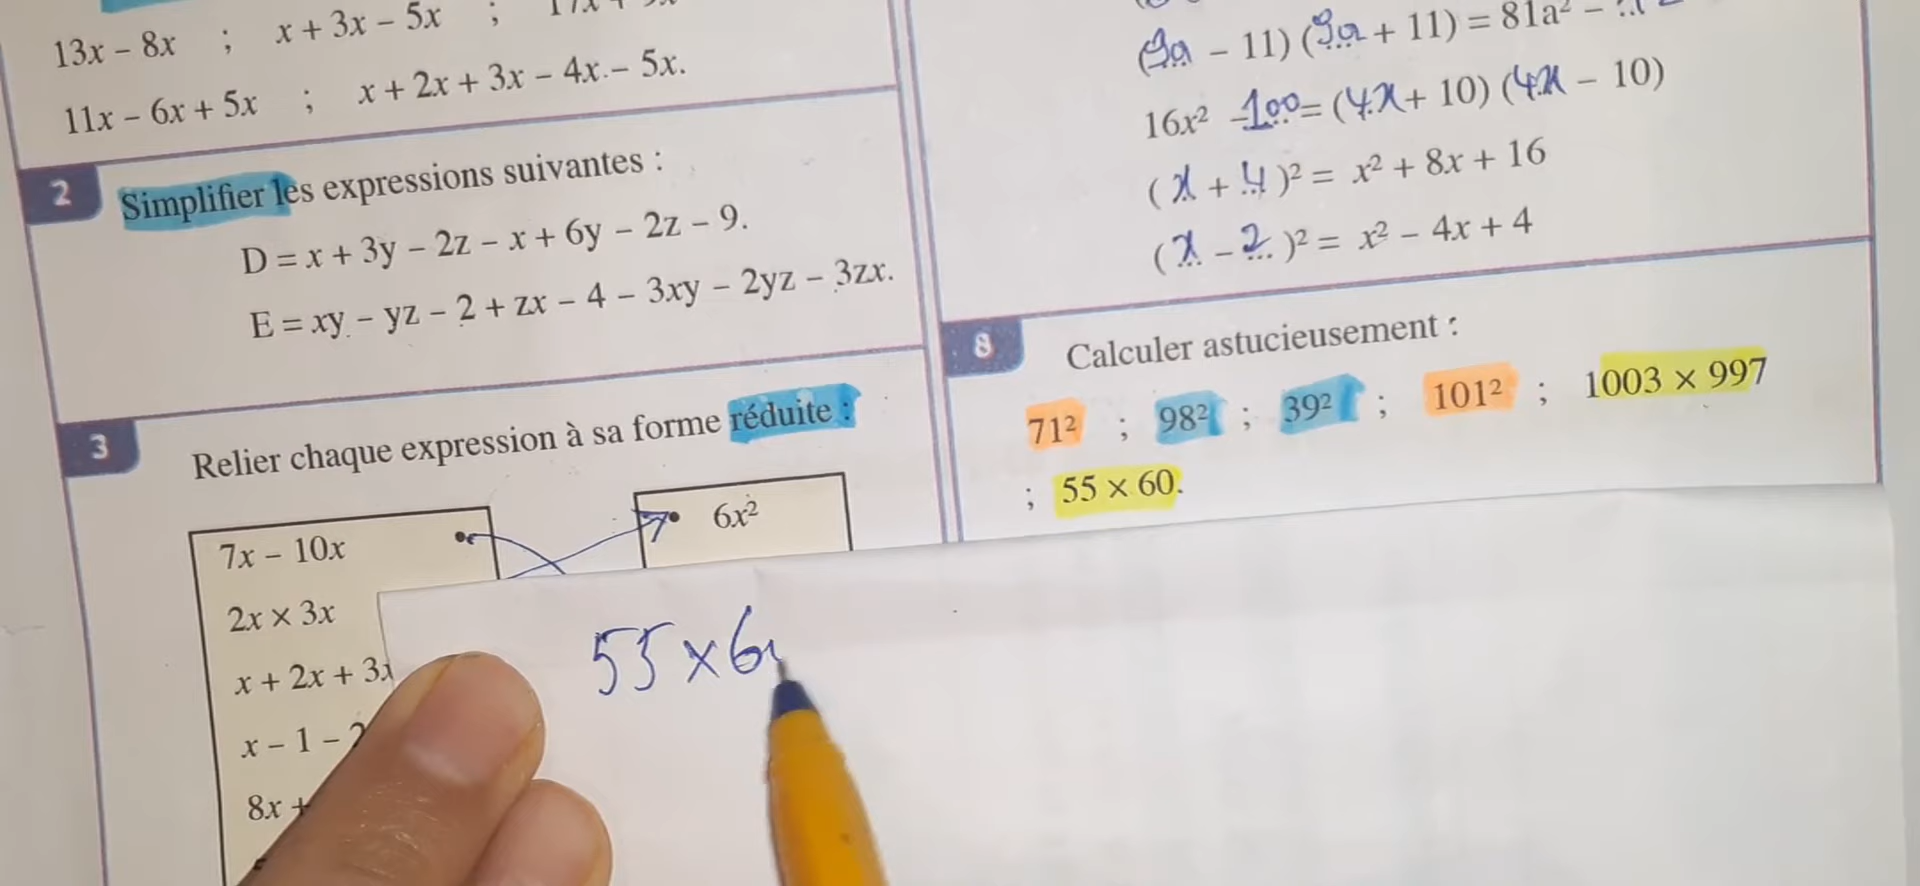 13x – 8x ; x + 3x – 5x ;
11x – 6x + 5x ; x + 2x + 3x – 4x – 5x.
2 Simplifier les expressions suivantes :
D = x + 3y – 2z – x + 6y – 2z – 9.
E = xy – yz – 2 + zx – 4 – 3xy – 2yz – 3zx.
3 Relier chaque expression à sa forme réduite :
7x – 10x
2x × 3x
x + 2x + 3x
x – 1 –
8x +
6x²
(9a – 11) (9a + 11) = 81a² –
16x² – 100 = (4x + 10) (4x – 10)
(x + 4)² = x² + 8x + 16
(x – 2)² = x² – 4x + 4
8 Calculer astucieusement :
71² ; 98² ; 39² ; 101² ; 1003 × 997
; 55 × 60.
55 × 6